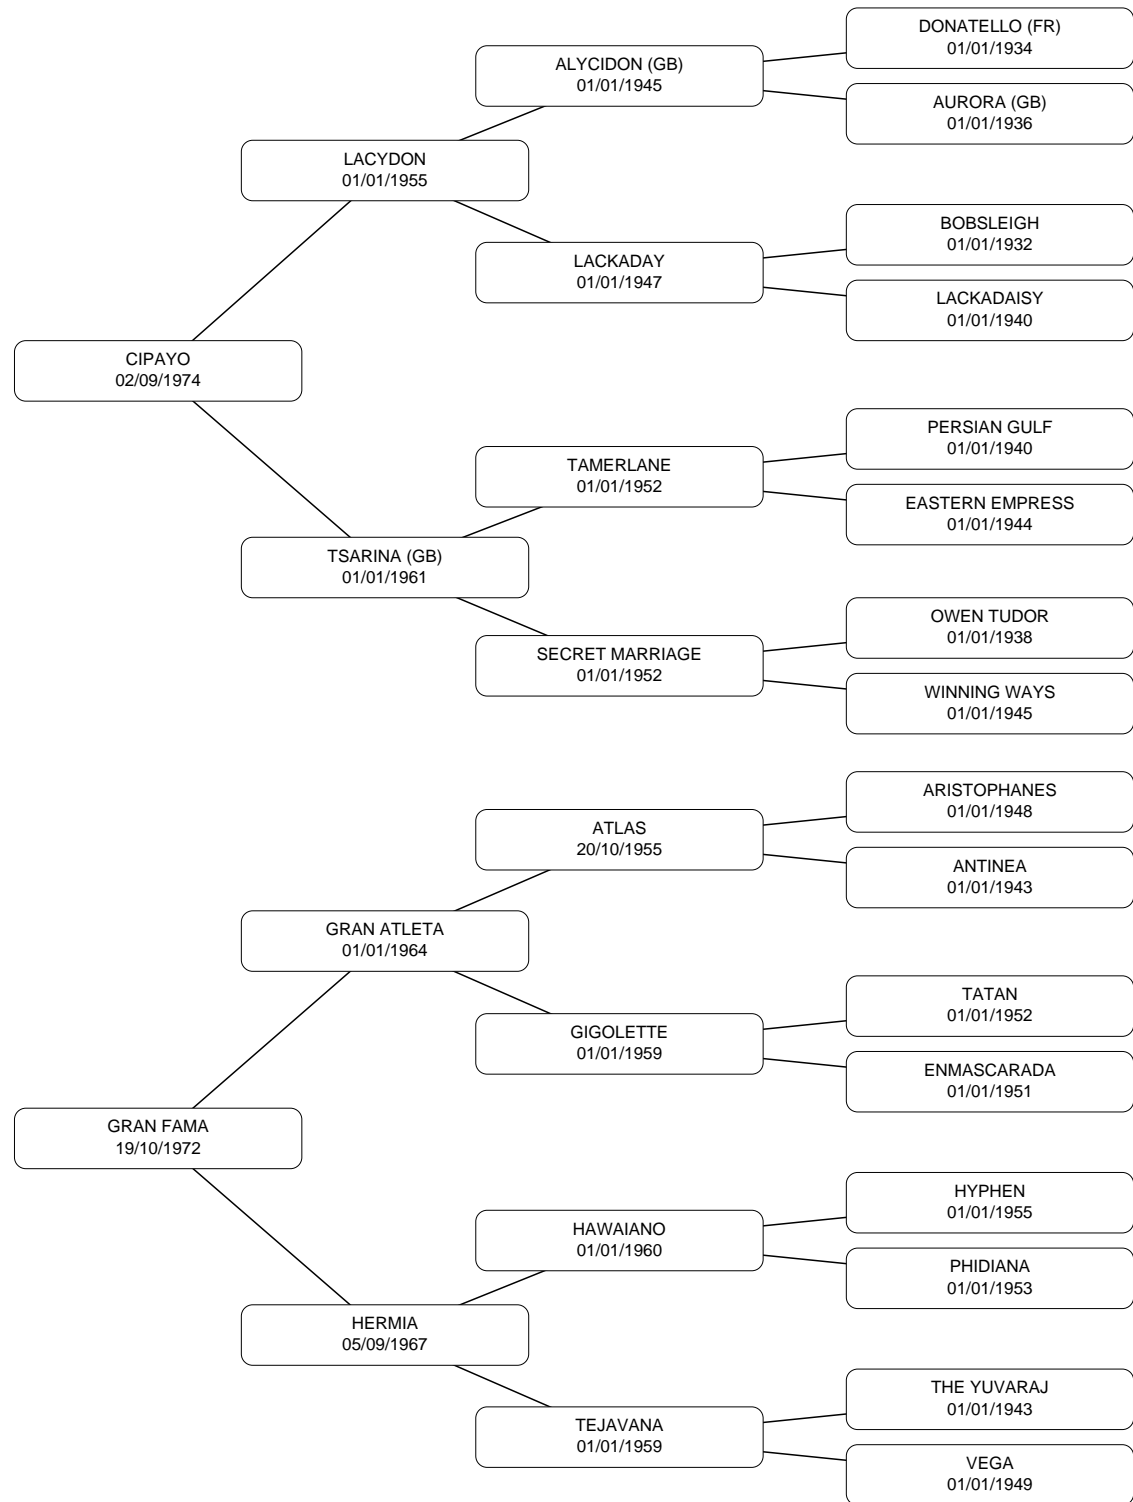 DONATELLO (FR)
01/01/1934
ALYCIDON (GB)
01/01/1945
AURORA (GB)
01/01/1936
LACYDON
01/01/1955
BOBSLEIGH
01/01/1932
LACKADAY
01/01/1947
LACKADAISY
01/01/1940
CIPAYO
02/09/1974
PERSIAN GULF
01/01/1940
TAMERLANE
01/01/1952
EASTERN EMPRESS
01/01/1944
TSARINA (GB)
01/01/1961
OWEN TUDOR
01/01/1938
SECRET MARRIAGE
01/01/1952
WINNING WAYS
01/01/1945
ARISTOPHANES
01/01/1948
ATLAS
20/10/1955
ANTINEA
01/01/1943
GRAN ATLETA
01/01/1964
TATAN
01/01/1952
GIGOLETTE
01/01/1959
ENMASCARADA
01/01/1951
GRAN FAMA
19/10/1972
HYPHEN
01/01/1955
HAWAIANO
01/01/1960
PHIDIANA
01/01/1953
HERMIA
05/09/1967
THE YUVARAJ
01/01/1943
TEJAVANA
01/01/1959
VEGA
01/01/1949